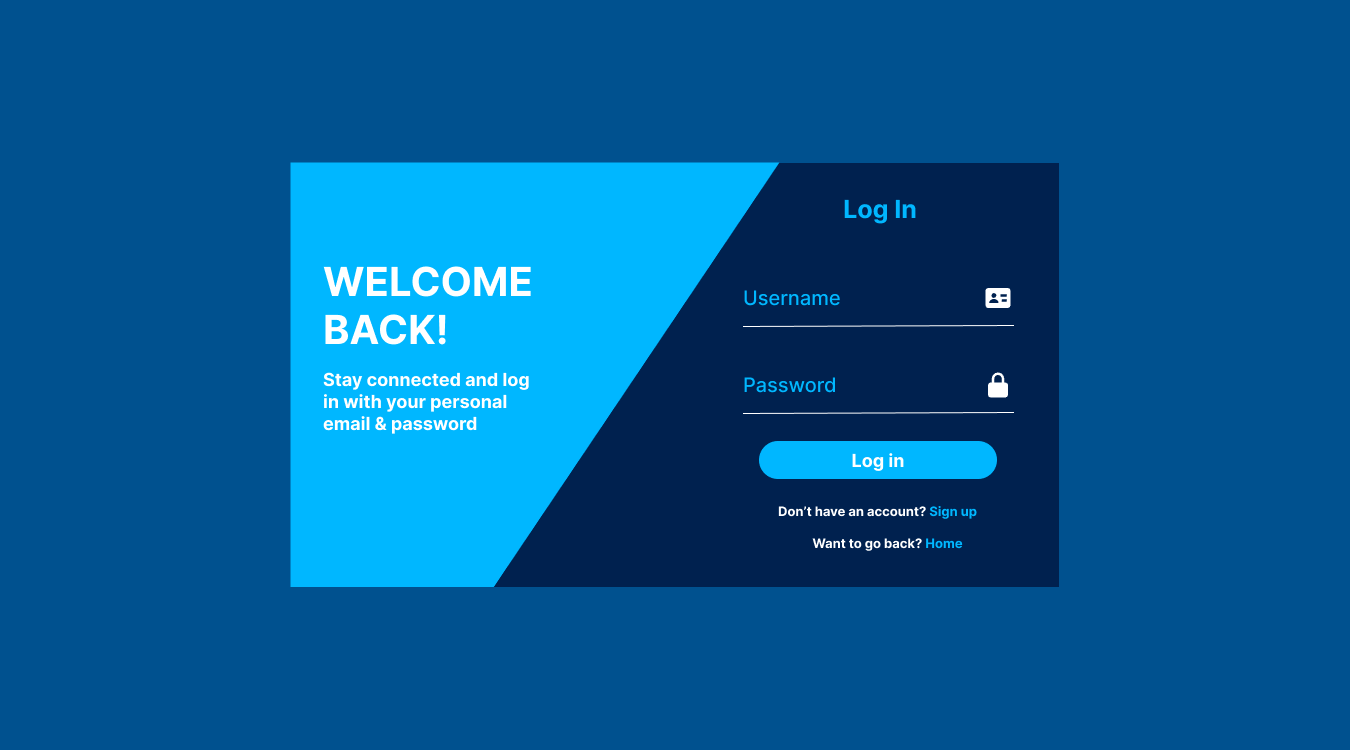 WELCOME
BACK!
Stay connected and log
in with your personal
email & password
Log In
Username
Password
Log in
Don’t have an account? Sign up
Want to go back? Home